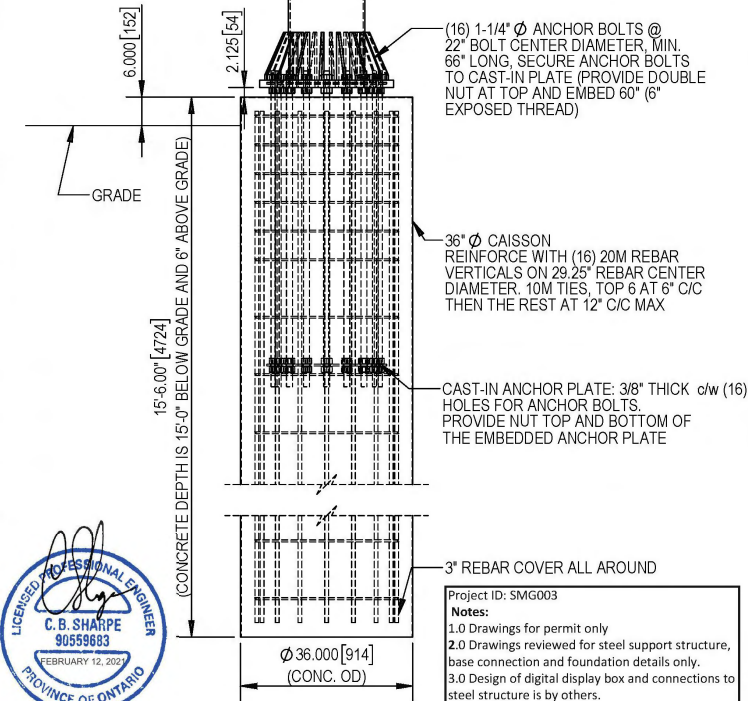 6.000 [152]
2.125 [54]
(16) 1-1/4" Ø ANCHOR BOLTS @
22" BOLT CENTER DIAMETER, MIN.
66" LONG, SECURE ANCHOR BOLTS
TO CAST-IN PLATE (PROVIDE DOUBLE
NUT AT TOP AND EMBED 60" (6"
EXPOSED THREAD)
GRADE
15'-6.00" [4724]
(CONCRETE DEPTH IS 15'-0" BELOW GRADE AND 6" ABOVE GRADE)
36" Ø CAISSON
REINFORCE WITH (16) 20M REBAR
VERTICALS ON 29.25" REBAR CENTER
DIAMETER. 10M TIES, TOP 6 AT 6" C/C
THEN THE REST AT 12" C/C MAX
CAST-IN ANCHOR PLATE: 3/8" THICK c/w (16)
HOLES FOR ANCHOR BOLTS.
PROVIDE NUT TOP AND BOTTOM OF
THE EMBEDDED ANCHOR PLATE
3" REBAR COVER ALL AROUND
LICENSED PROFESSIONAL ENGINEER
C. B. SHARPE
90559683
FEBRUARY 12, 2021
PROVINCE OF ONTARIO
Ø 36.000 [914]
(CONC. OD)
Project ID: SMG003
Notes:
1.0 Drawings for permit only
2.0 Drawings reviewed for steel support structure,
base connection and foundation details only.
3.0 Design of digital display box and connections to
steel structure is by others.